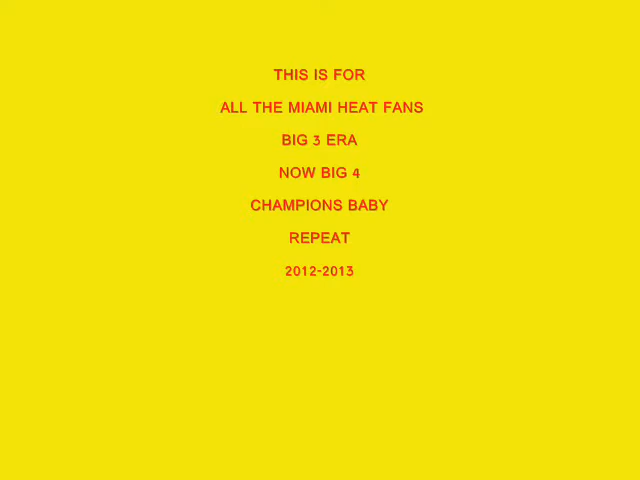 THIS IS FOR
ALL THE MIAMI HEAT FANS
BIG 3 ERA
NOW BIG 4
CHAMPIONS BABY
REPEAT
2012-2013